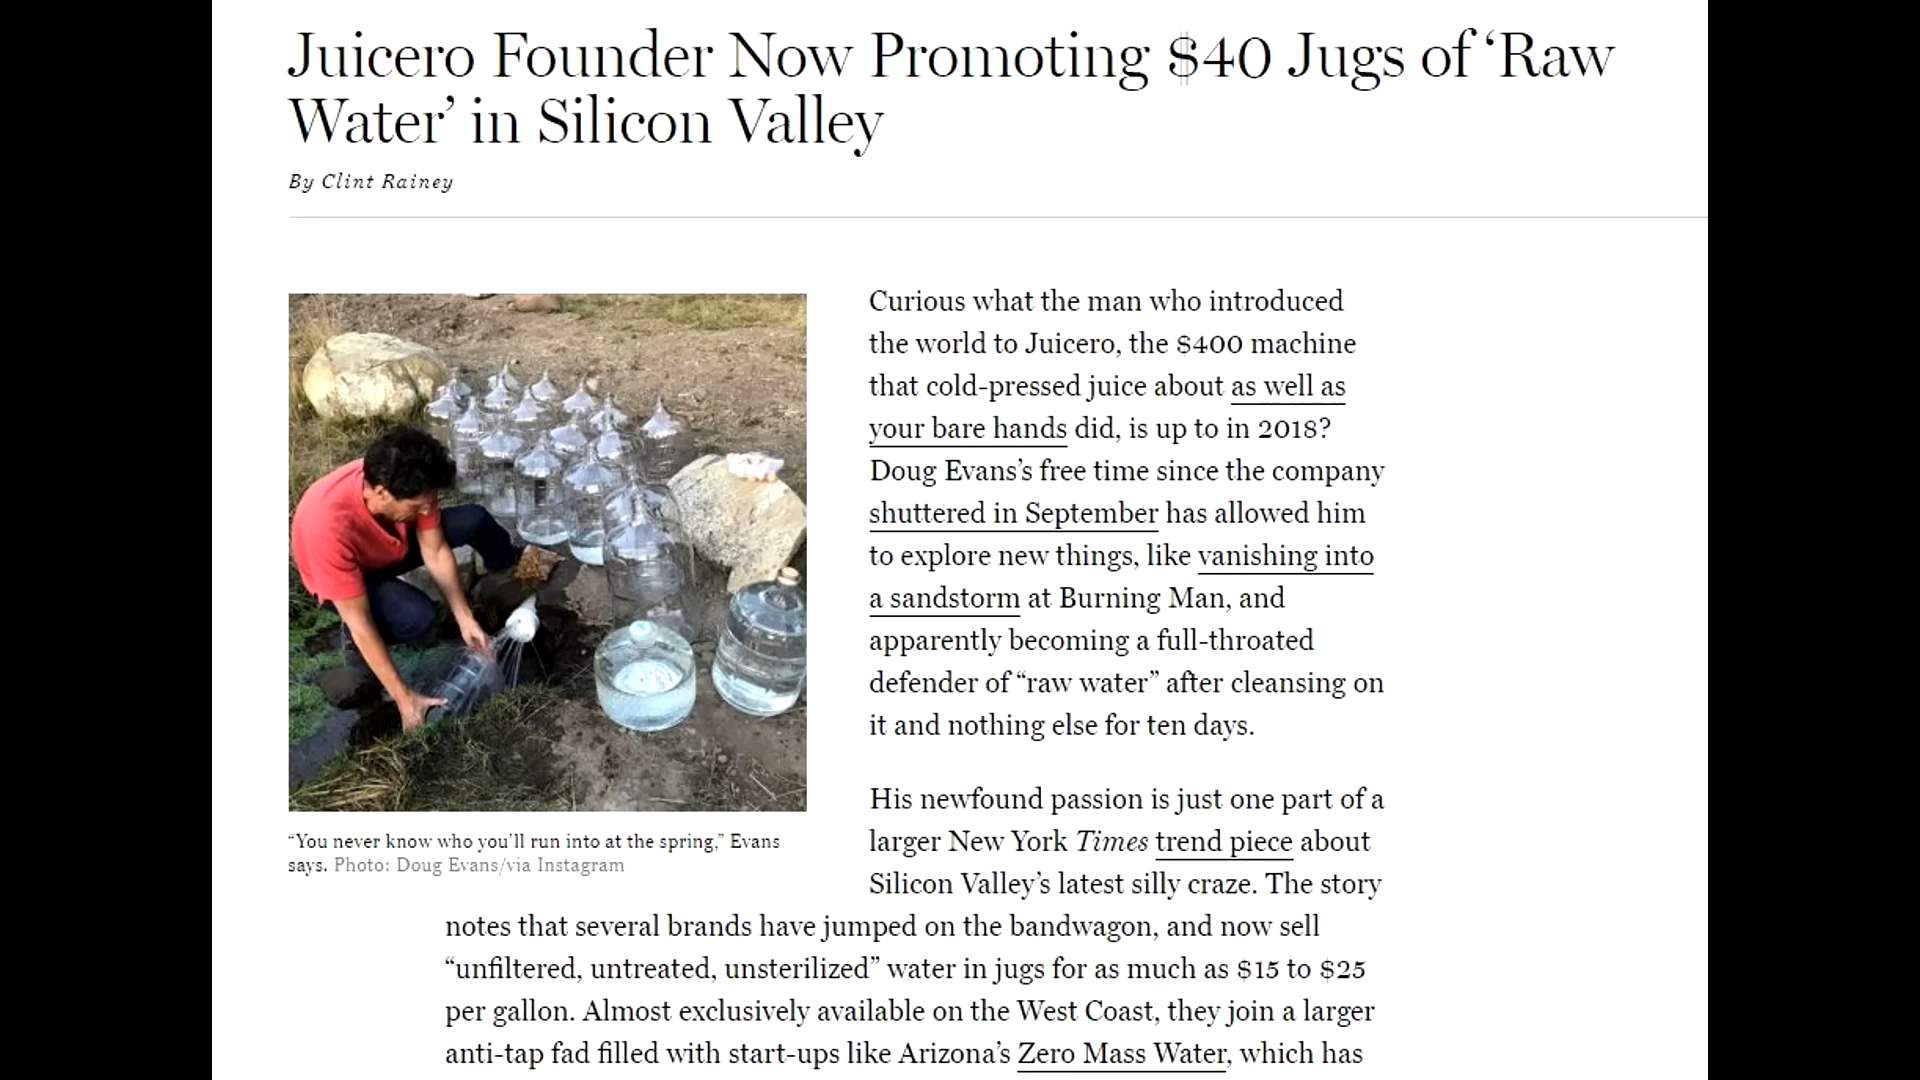 Juicero Founder Now Promoting $40 Jugs of ‘Raw
Water’ in Silicon Valley
By Clint Rainey
“You never know who you’ll run into at the spring,” Evans
says. Photo: Doug Evans/via Instagram
Curious what the man who introduced
the world to Juicero, the $400 machine
that cold-pressed juice about as well as
your bare hands did, is up to in 2018?
Doug Evans’s free time since the company
shuttered in September has allowed him
to explore new things, like vanishing into
a sandstorm at Burning Man, and
apparently becoming a full-throated
defender of “raw water” after cleansing on
it and nothing else for ten days.
His newfound passion is just one part of a
larger New York Times trend piece about
Silicon Valley’s latest silly craze. The story
notes that several brands have jumped on the bandwagon, and now sell
“unfiltered, untreated, unsterilized” water in jugs for as much as $15 to $25
per gallon. Almost exclusively available on the West Coast, they join a larger
anti-tap fad filled with start-ups like Arizona’s Zero Mass Water, which has